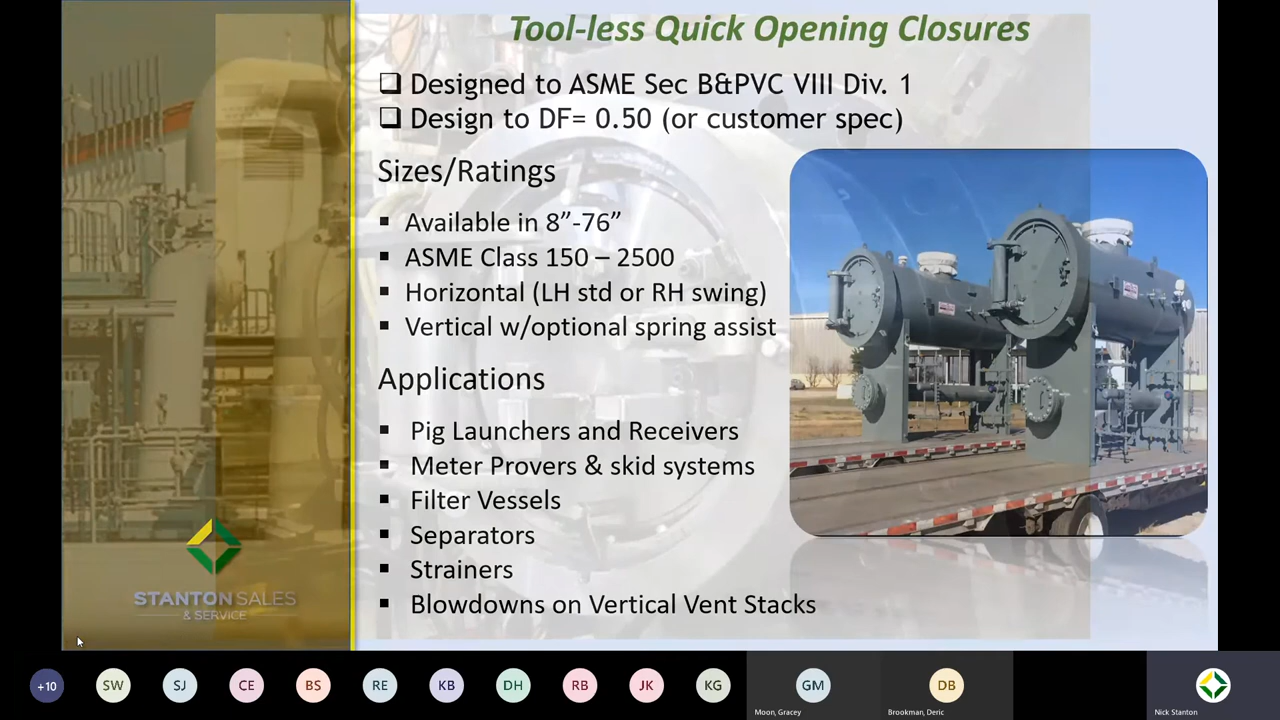 Tool-less Quick Opening Closures
❑ Designed to ASME Sec B&PVC VIII Div. 1
❑ Design to DF= 0.50 (or customer spec)
Sizes/Ratings
▪ Available in 8”-76”
▪ ASME Class 150 – 2500
▪ Horizontal (LH std or RH swing)
▪ Vertical w/optional spring assist
Applications
▪ Pig Launchers and Receivers
▪ Meter Provers & skid systems
▪ Filter Vessels
▪ Separators
▪ Strainers
▪ Blowdowns on Vertical Vent Stacks
STANTON SALES
& SERVICE
+10 SW SJ CE BS RE KB DH RB JK KG GM DB
Moon, Gracey Brookman, Deric Nick Stanton